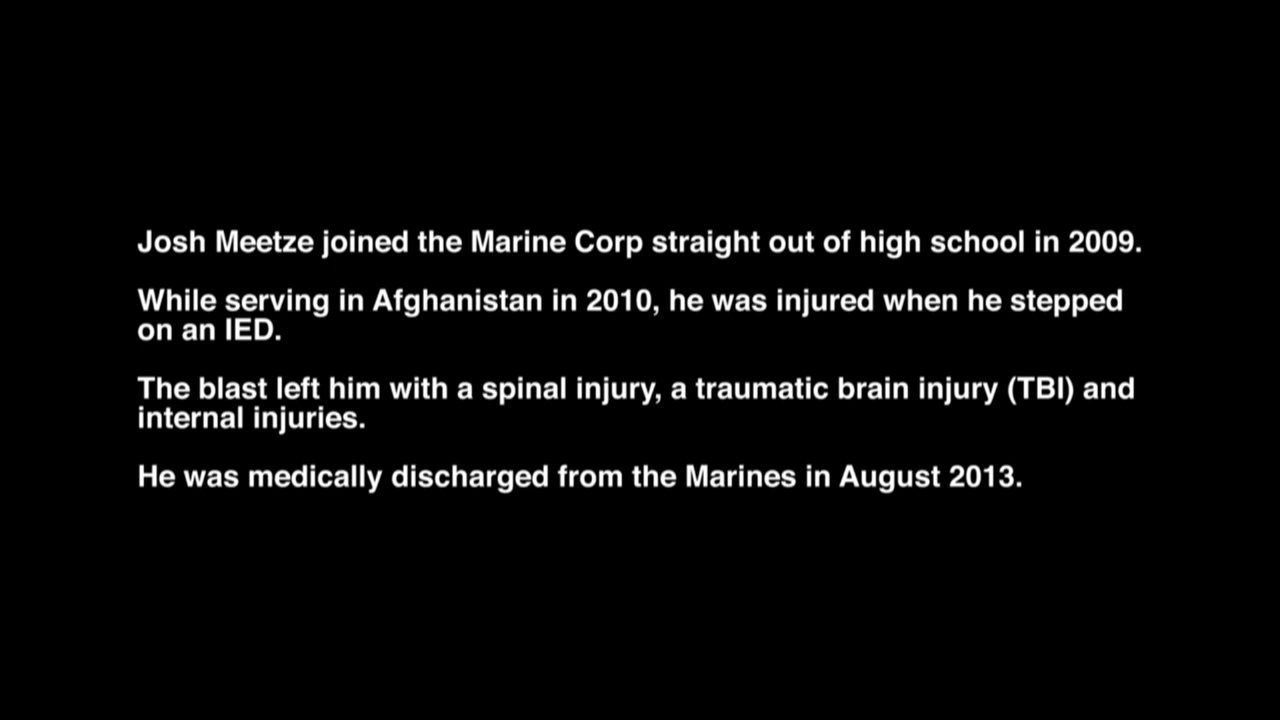 Josh Meetze joined the Marine Corp straight out of high school in 2009.
While serving in Afghanistan in 2010, he was injured when he stepped
on an IED.
The blast left him with a spinal injury, a traumatic brain injury (TBI) and
internal injuries.
He was medically discharged from the Marines in August 2013.